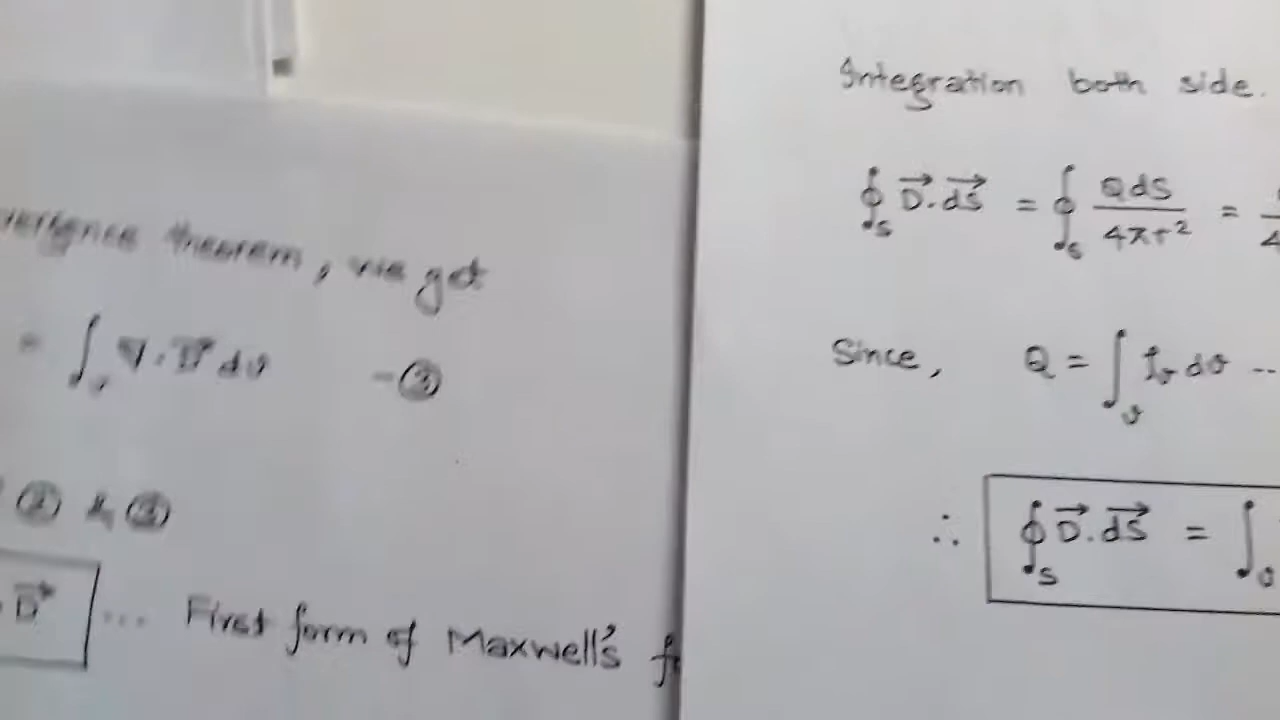 theorem, we get
= ∫ᵥ ∇·D⃗ dv -③
② & ③
D⃗ ... First form of Maxwell's
Integration both side.
∮ₛ D⃗.dS⃗ = ∮ₛ QdS/4πr² =
Since, Q = ∫ᵥ ρᵥ dv ...
∴ ∮ₛ D⃗.dS⃗ = ∫ᵥ